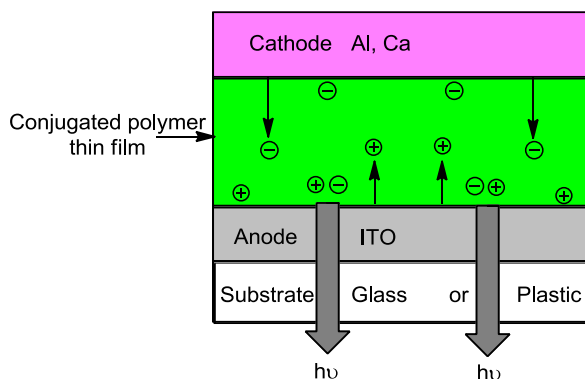 Cathode Al, Ca
Conjugated polymer
thin film
Anode ITO
Substrate Glass or Plastic
hυ hυ